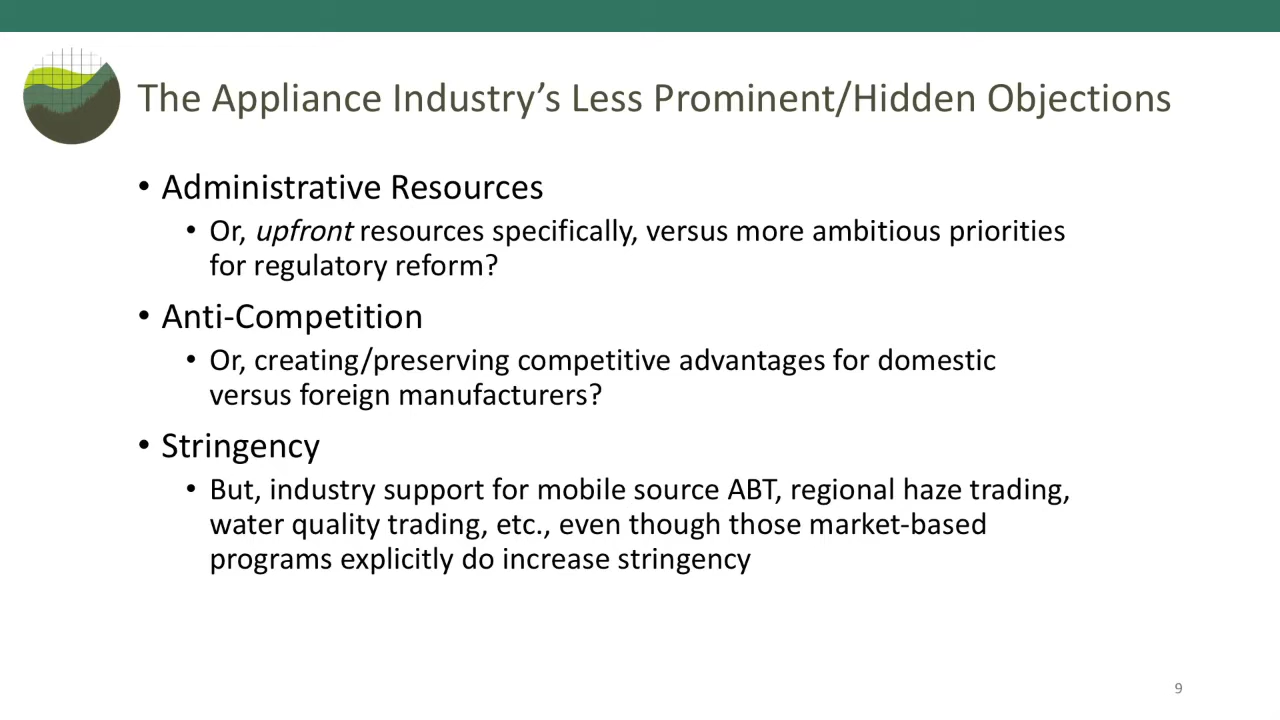 The Appliance Industry’s Less Prominent/Hidden Objections
• Administrative Resources
• Or, upfront resources specifically, versus more ambitious priorities
for regulatory reform?
• Anti-Competition
• Or, creating/preserving competitive advantages for domestic
versus foreign manufacturers?
• Stringency
• But, industry support for mobile source ABT, regional haze trading,
water quality trading, etc., even though those market-based
programs explicitly do increase stringency
9